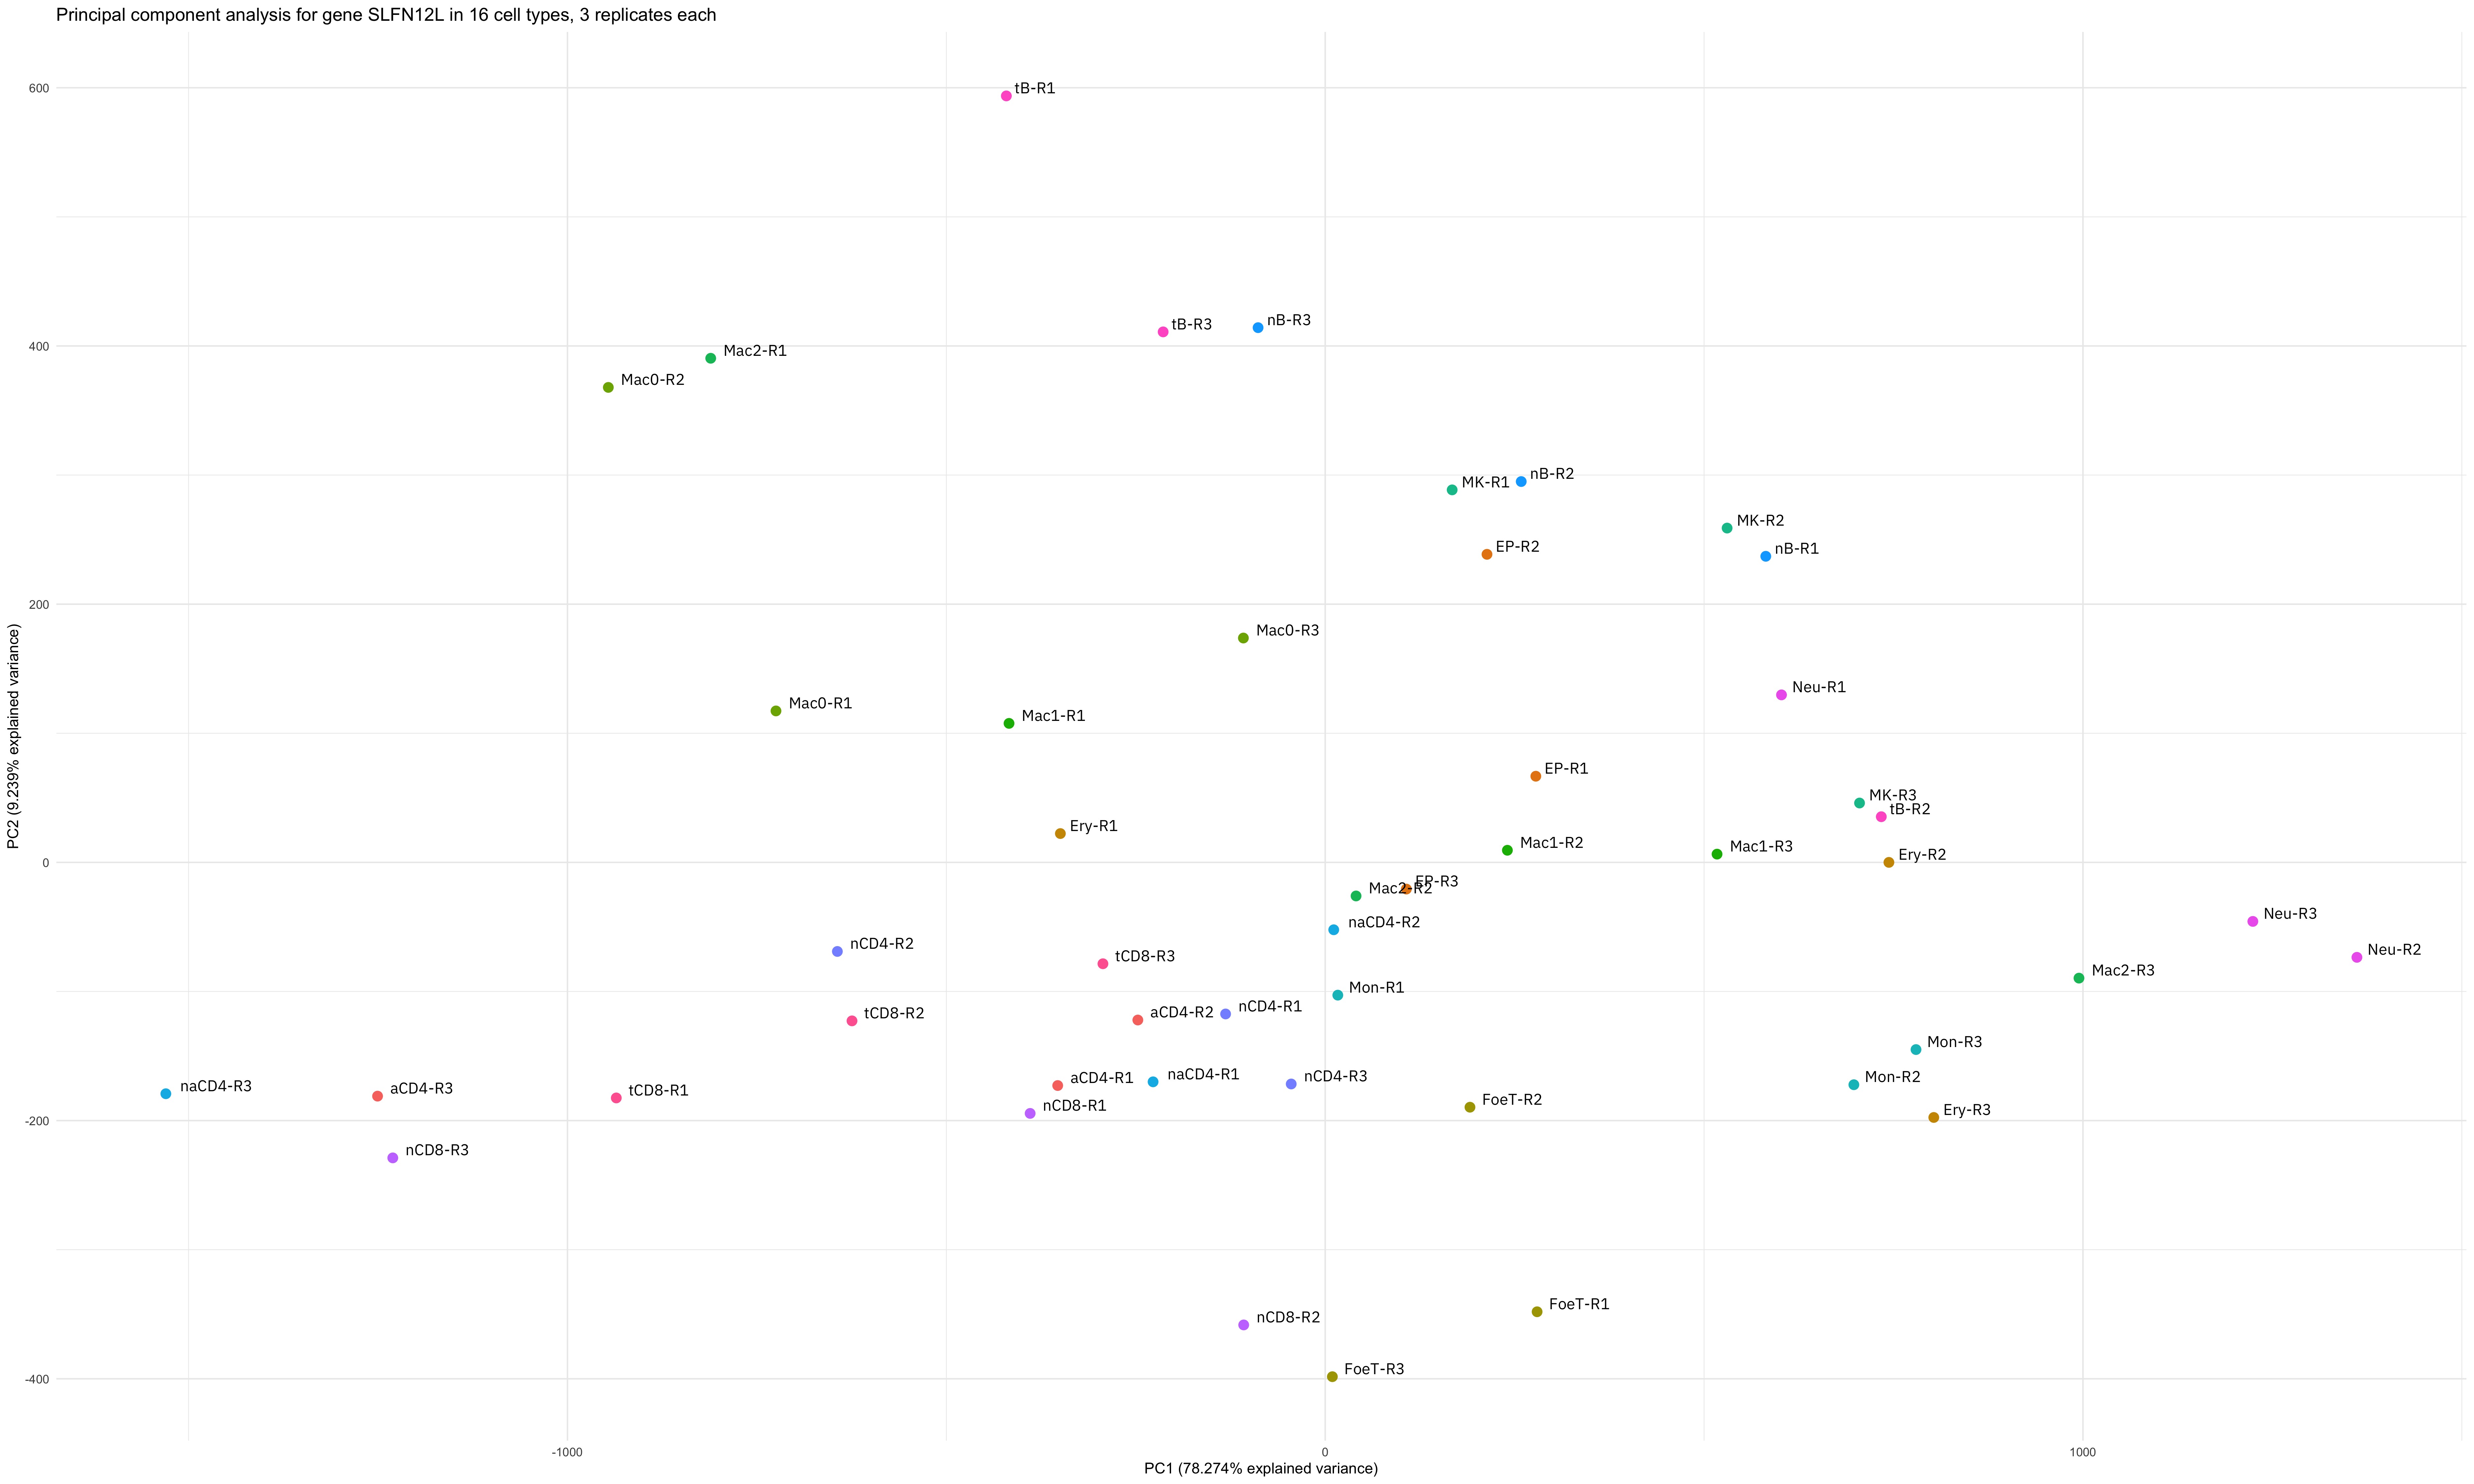 Principal component analysis for gene SLFN12L in 16 cell types, 3 replicates each
600
tB-R1
tB-R3
nB-R3
400
Mac2-R1
Mac0-R2
MK-R1
nB-R2
MK-R2
EP-R2
nB-R1
200
Mac0-R3
Neu-R1
Mac0-R1
Mac1-R1
EP-R1
MK-R3
tB-R2
Ery-R1
Mac1-R2
Mac1-R3
Ery-R2
0
EP-R3
Mac2-R2
naCD4-R2
Neu-R3
nCD4-R2
Neu-R2
tCD8-R3
Mac2-R3
Mon-R1
nCD4-R1
tCD8-R2
aCD4-R2
Mon-R3
naCD4-R1
nCD4-R3
aCD4-R1
Mon-R2
naCD4-R3
aCD4-R3
tCD8-R1
FoeT-R2
nCD8-R1
Ery-R3
-200
nCD8-R3
FoeT-R1
nCD8-R2
FoeT-R3
-400
-1000
0
1000
PC1 (78.274% explained variance)
PC2 (9.239% explained variance)